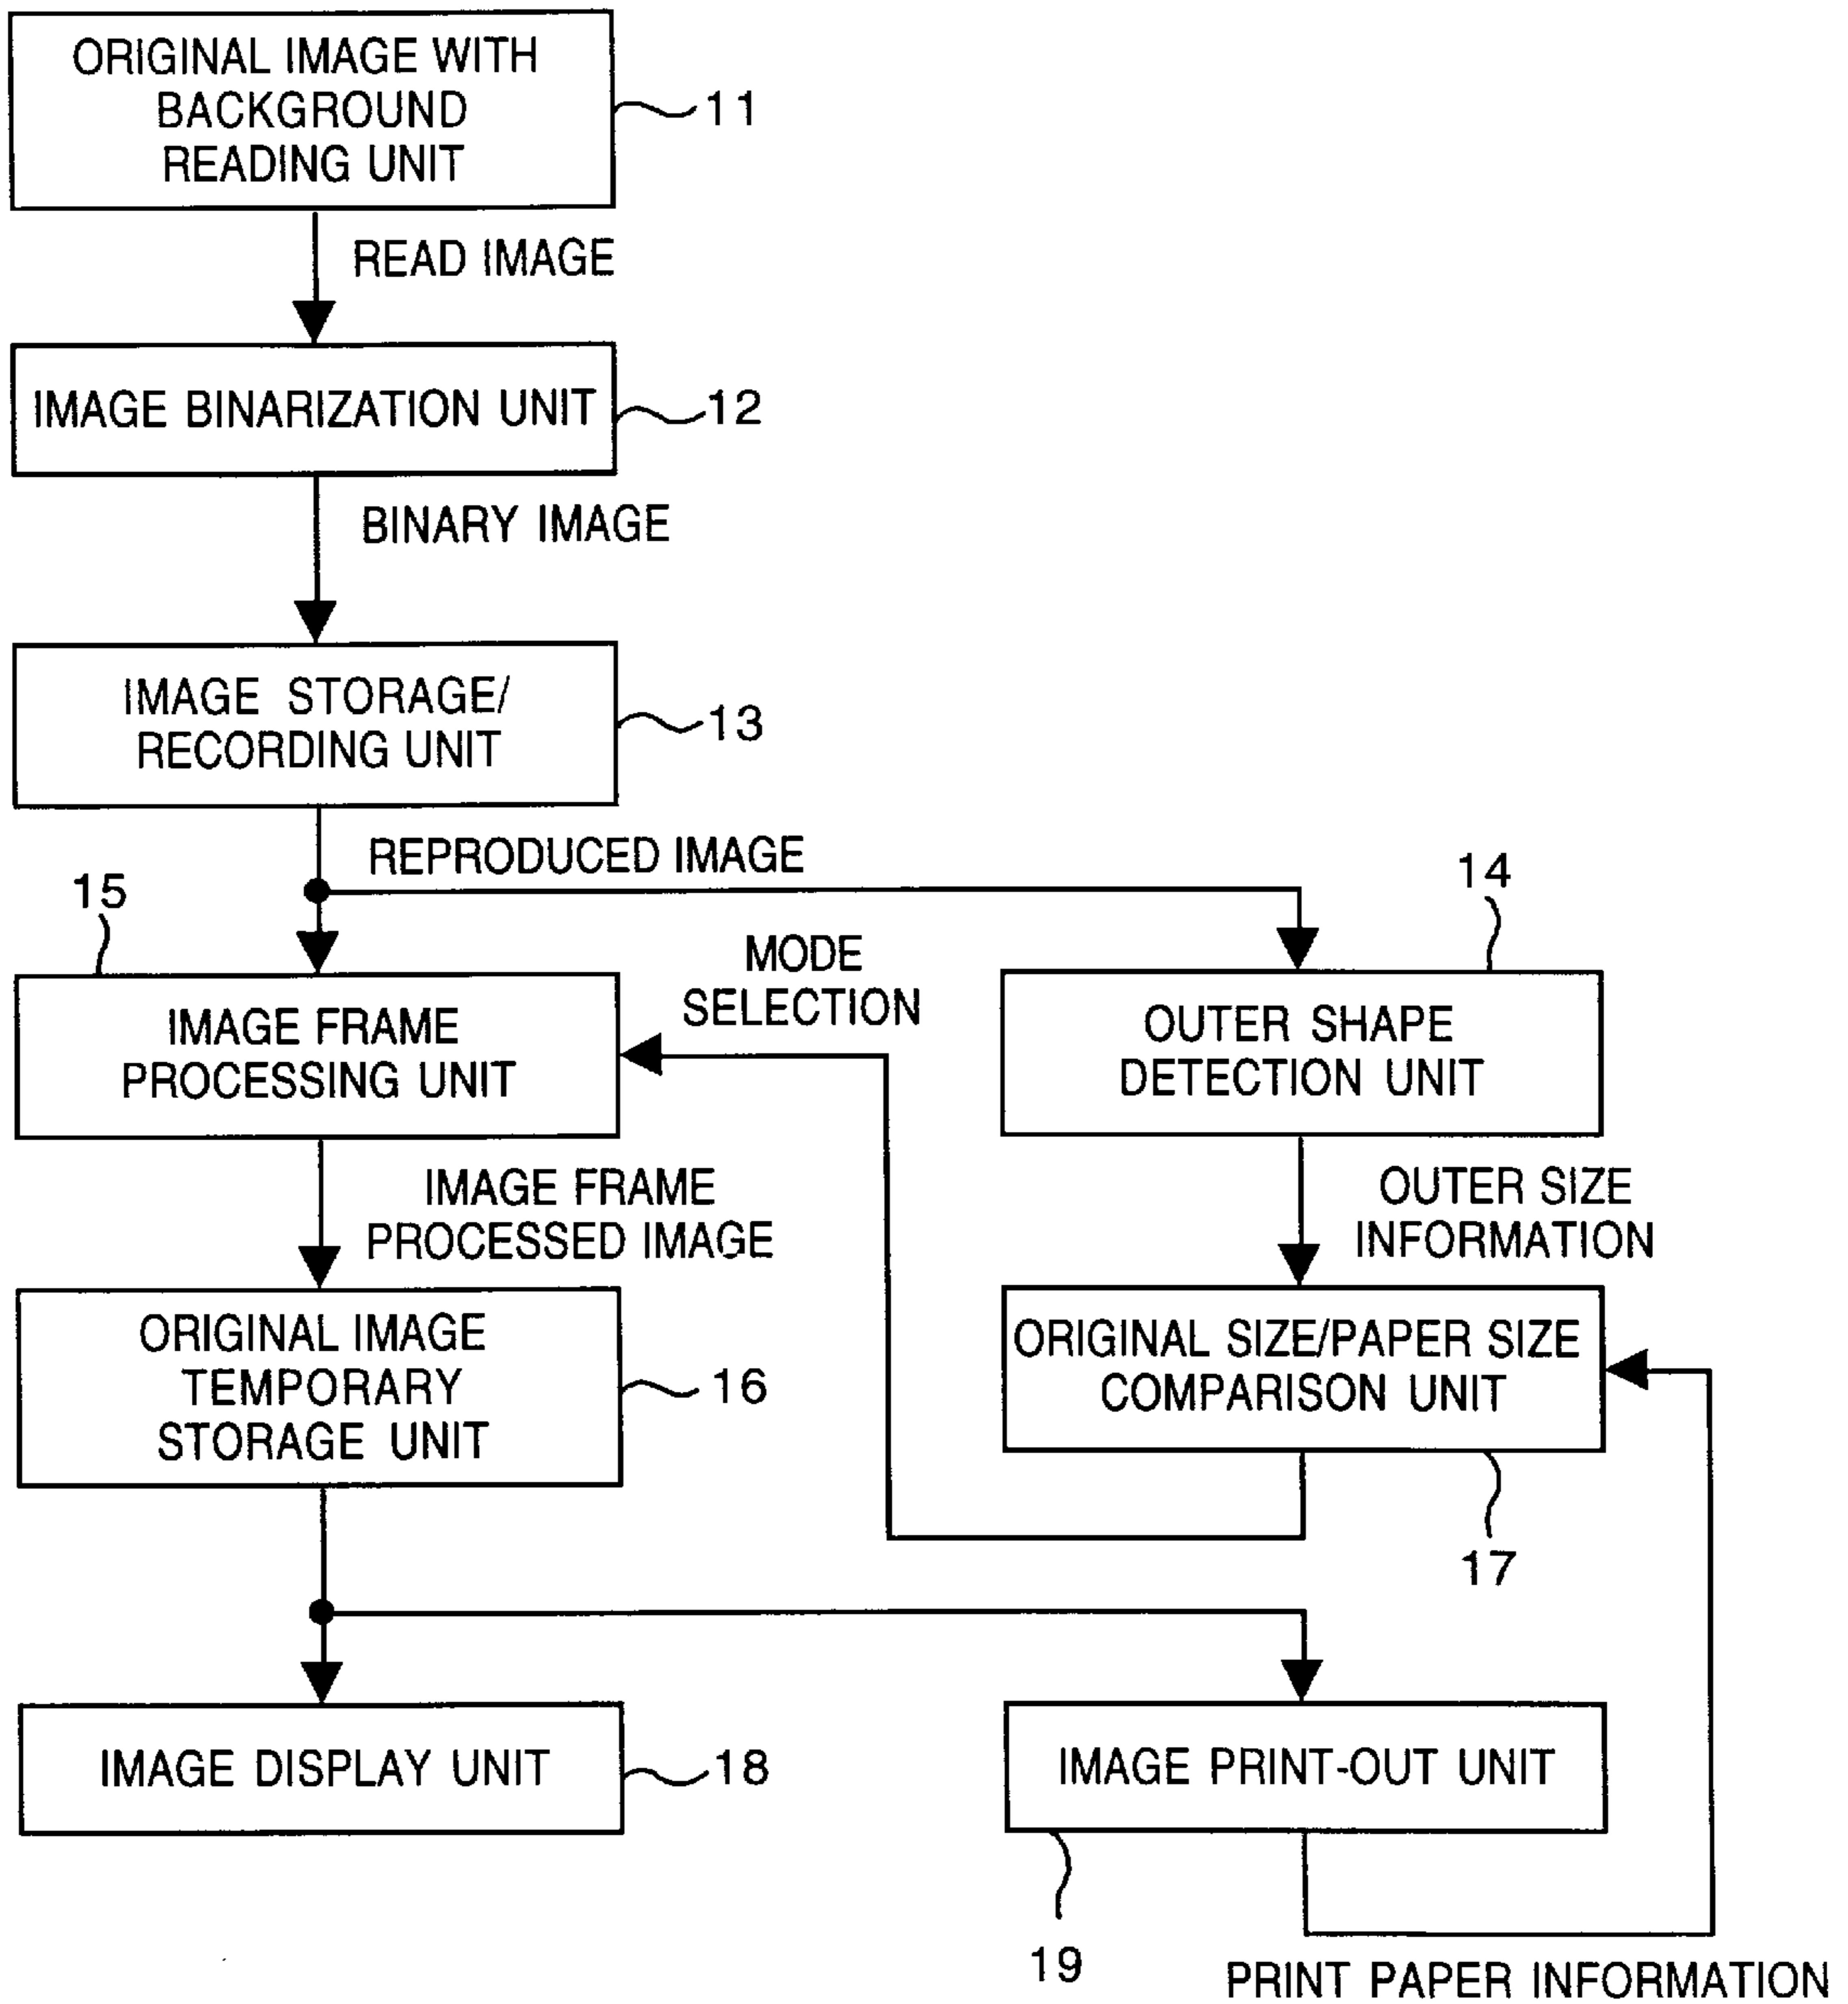 ORIGINAL IMAGE WITH
BACKGROUND
READING UNIT
11
READ IMAGE
IMAGE BINARIZATION UNIT
12
BINARY IMAGE
IMAGE STORAGE/
RECORDING UNIT
13
REPRODUCED IMAGE
15
14
MODE
SELECTION
IMAGE FRAME
PROCESSING UNIT
OUTER SHAPE
DETECTION UNIT
IMAGE FRAME
PROCESSED IMAGE
OUTER SIZE
INFORMATION
ORIGINAL IMAGE
TEMPORARY
STORAGE UNIT
16
ORIGINAL SIZE/PAPER SIZE
COMPARISON UNIT
17
IMAGE DISPLAY UNIT
18
IMAGE PRINT-OUT UNIT
19
PRINT PAPER INFORMATION